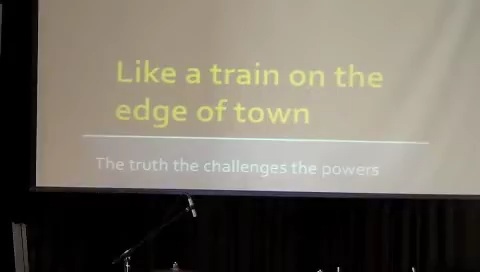 Like a train on the
edge of town
The truth the challenges the powers